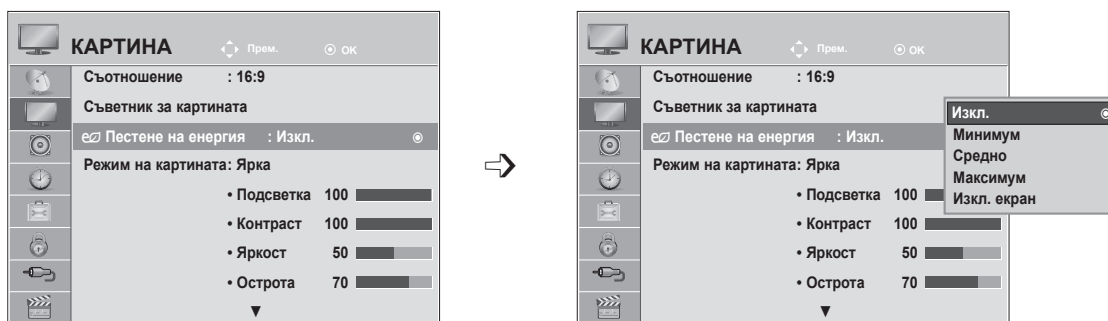 КАРТИНА Прем. OK
Съотношение : 16:9
Съветник за картината
Пестене на енергия : Изкл.
Режим на картината: Ярка
• Подсветка 100
• Контраст 100
• Яркост 50
• Острота 70
▼
КАРТИНА Прем. OK
Съотношение : 16:9
Съветник за картината
Пестене на енергия : Изкл.
Режим на картината: Ярка
• Подсветка 100
• Контраст 100
• Яркост 50
• Острота 70
▼
Изкл.
Минимум
Средно
Максимум
Изкл. екран